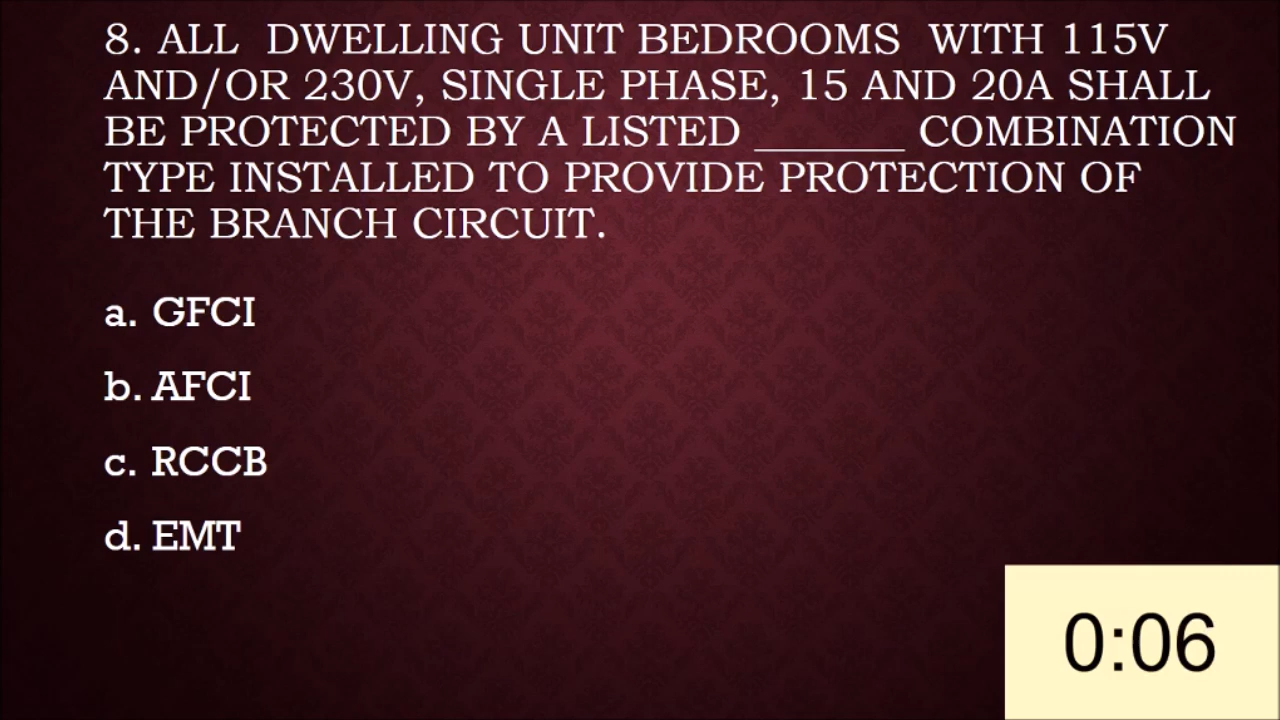 8. ALL DWELLING UNIT BEDROOMS WITH 115V
AND/OR 230V, SINGLE PHASE, 15 AND 20A SHALL
BE PROTECTED BY A LISTED ________ COMBINATION
TYPE INSTALLED TO PROVIDE PROTECTION OF
THE BRANCH CIRCUIT.
a. GFCI
b. AFCI
c. RCCB
d. EMT
0:06